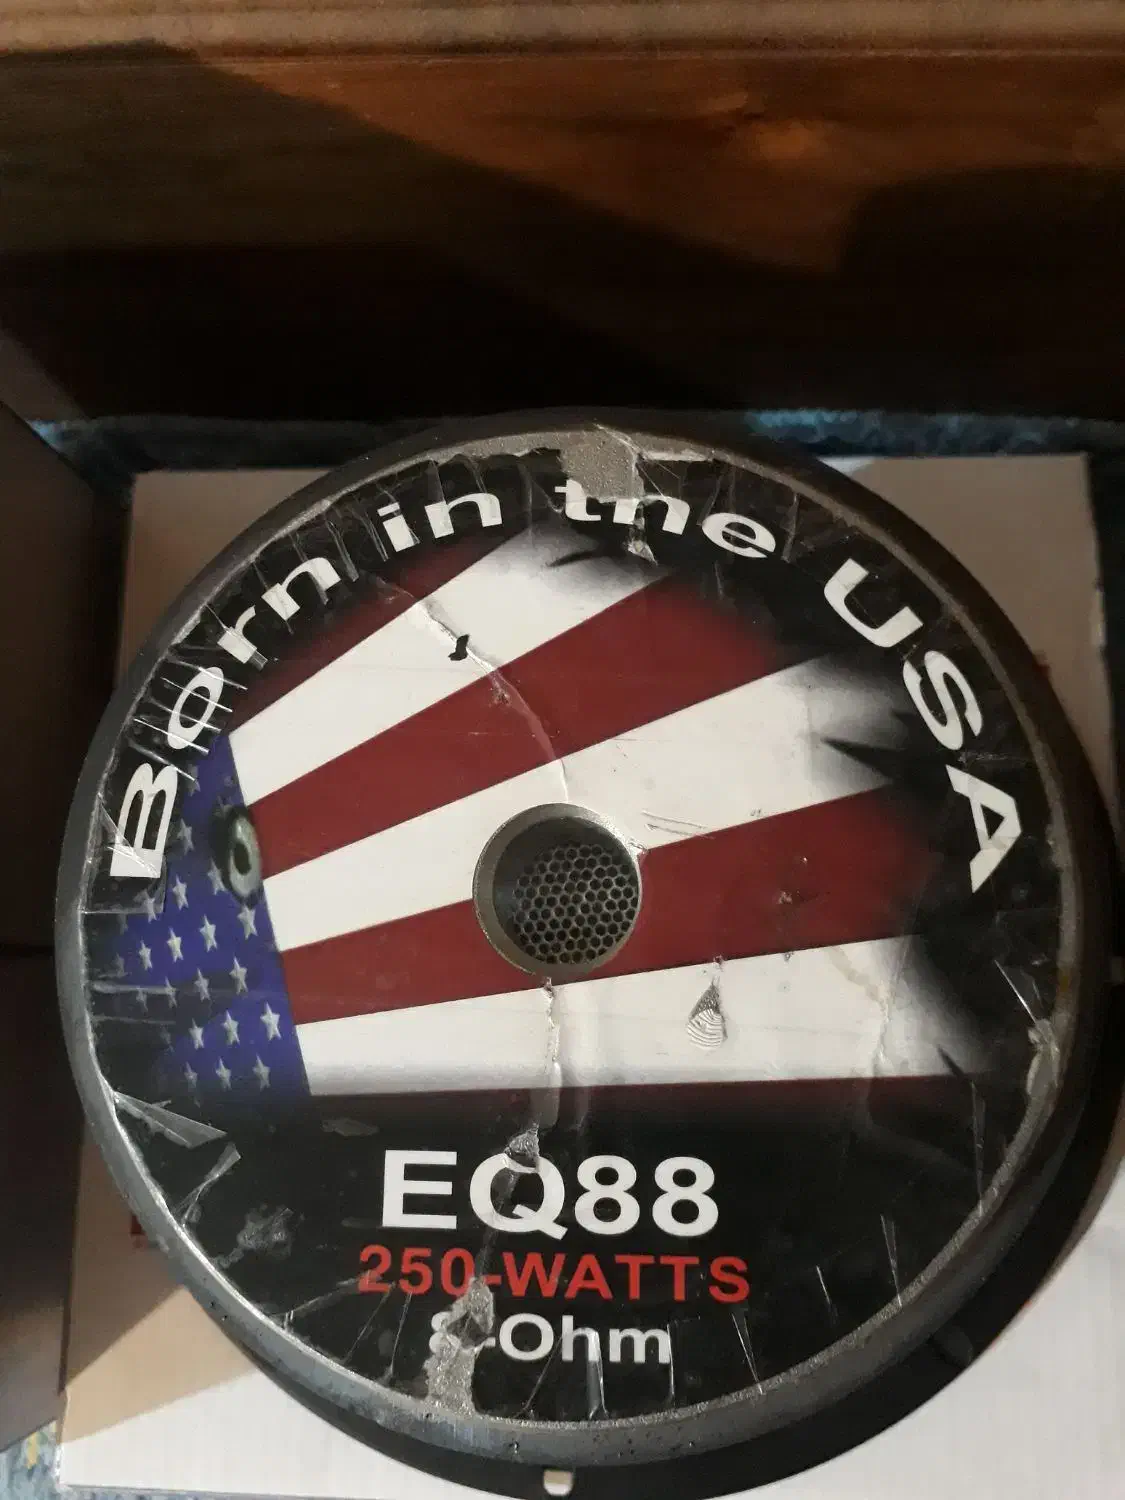 Born in the USA
EQ88
250-WATTS
8-Ohm